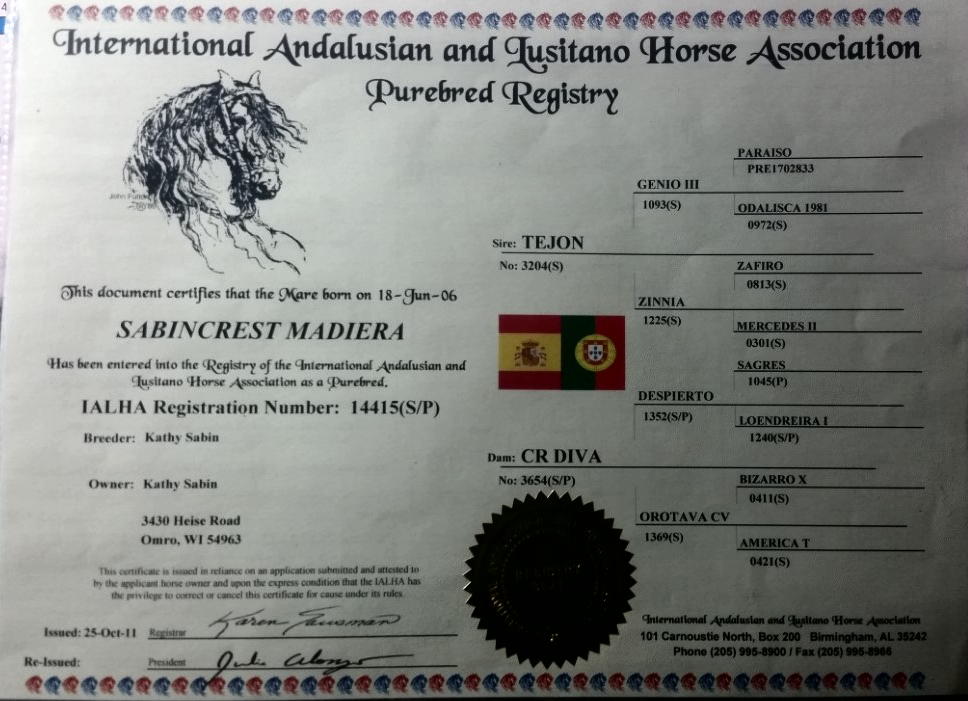 4
International Andalusian and Lusitano Horse Association
Purebred Registry
This document certifies that the Mare born on 18-Jun-06
SABINCREST MADIERA
Has been entered into the Registry of the International Andalusian and
Lusitano Horse Association as a Purebred.
IALHA Registration Number: 14415(S/P)
Breeder: Kathy Sabin
Owner: Kathy Sabin
3430 Heise Road
Omro, WI 54963
This certificate is issued in reliance on an application submitted and attested to
by the applicant horse owner and upon the express condition that the IALHA has
the privilege to correct or cancel this certificate for cause under its rules.
Issued: 25-Oct-11 Registrar
Re-Issued: President
Sire: TEJON
No: 3204(S)
GENIO III
1093(S)
PARAISO
PRE1702833
ODALISCA 1981
0972(S)
ZINNIA
1225(S)
ZAFIRO
0813(S)
MERCEDES II
0301(S)
Dam: CR DIVA
No: 3654(S/P)
DESPIERTO
1352(S/P)
SAGRES
1045(P)
LOENDREIRA I
1240(S/P)
OROTAVA CV
1369(S)
BIZARRO X
0411(S)
AMERICA T
0421(S)
International Andalusian and Lusitano Horse Association
101 Carnoustie North, Box 200 Birmingham, AL 35242
Phone (205) 995-8900 / Fax (205) 995-8966